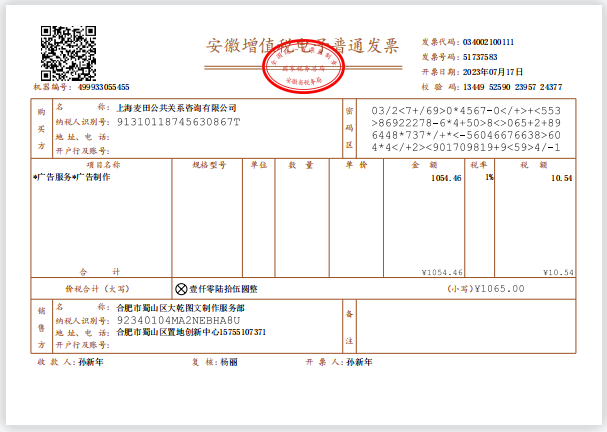 安徽增值税电子普通发票
国家税务总局
安徽省税务局
发票代码：034002100111
发票号码：51737583
开票日期：2023年07月17日
机器编号：499933055455
校 验 码：13449 52590 23957 24377
购买方
名 称：上海麦田公共关系咨询有限公司
纳税人识别号：91310118745630867T
地 址、电 话：
开户行及账号：
密码区
03/2<7+/69>0*4567-0</+>+<553
>86922278-6*4+50>8<>065+2+89
6448*737*/+*<-56046676638>60
4*4</+2><901709819+9<59>4/-1
项目名称 规格型号 单位 数 量 单 价 金 额 税率 税 额
*广告服务*广告制作 1054.46 1% 10.54
合 计 ¥1054.46 ¥10.54
价税合计（大写） ⊗壹仟零陆拾伍圆整 (小写)¥1065.00
销售方
名 称：合肥市蜀山区大乾图文制作服务部
纳税人识别号：92340104MA2NEBHA8U
地 址、电 话：合肥市蜀山区置地创新中心15755107371
开户行及账号：
备注
收 款 人：孙新年 复 核：杨丽 开 票 人：孙新年